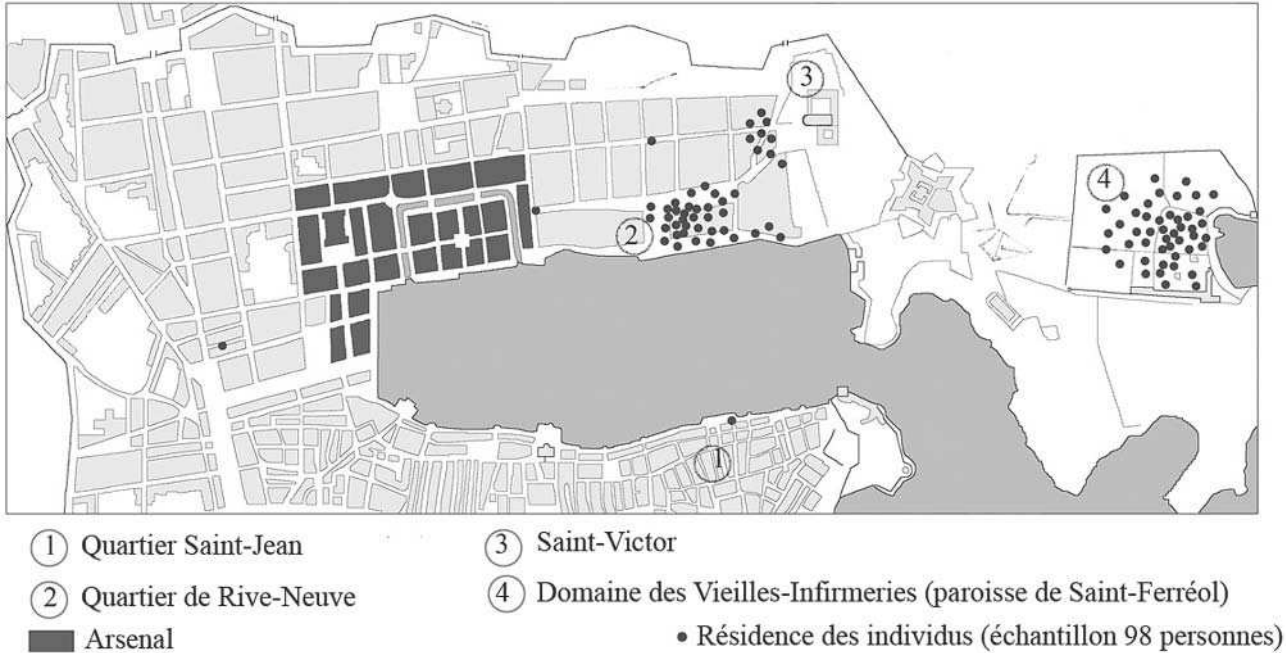 3
4
2
1
1 Quartier Saint-Jean
3 Saint-Victor
2 Quartier de Rive-Neuve
4 Domaine des Vieilles-Infirmeries (paroisse de Saint-Ferréol)
Arsenal
• Résidence des individus (échantillon 98 personnes)